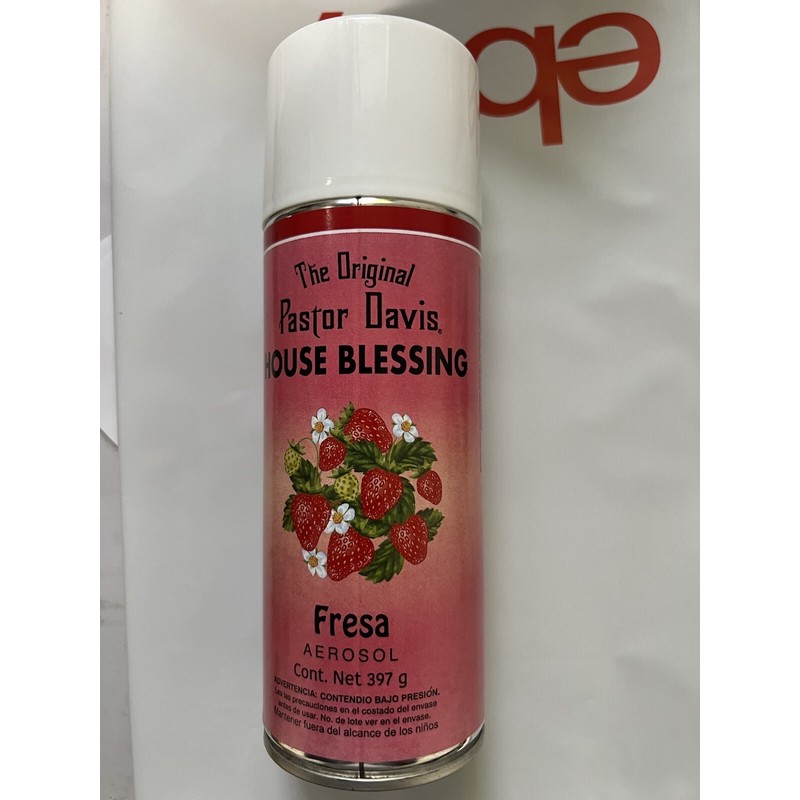 eb
The Original
Pastor Davis®
HOUSE BLESSING
Fresa
AEROSOL
Cont. Net 397 g
ADVERTENCIA: CONTENDIO BAJO PRESIÓN.
Lea las precauciones en el costado del envase
antes de usar. No. de lote ver en el envase.
Mantener fuera del alcance de los niños